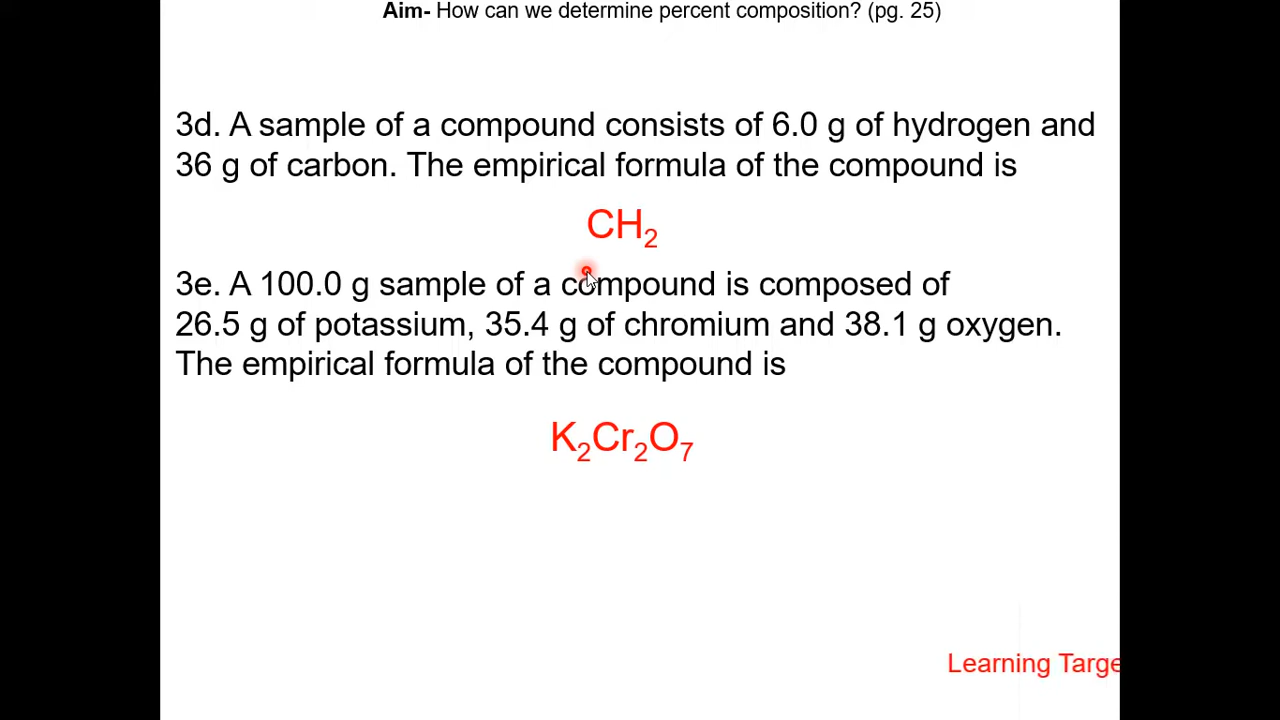 Aim- How can we determine percent composition? (pg. 25)
3d. A sample of a compound consists of 6.0 g of hydrogen and
36 g of carbon. The empirical formula of the compound is
CH₂
3e. A 100.0 g sample of a compound is composed of
26.5 g of potassium, 35.4 g of chromium and 38.1 g oxygen.
The empirical formula of the compound is
K₂Cr₂O₇
Learning Targe